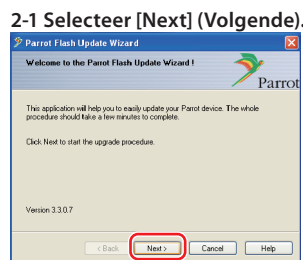 2-1 Selecteer [Next] (Volgende).
Parrot Flash Update Wizard
Welcome to the Parrot Flash Update Wizard !
Parrot
This application will help you to easily update your Parrot device. The whole
procedure should take a few minutes to complete.
Click Next to start the upgrade procedure.
Version 3.3.0.7
< Back
Next >
Cancel
Help